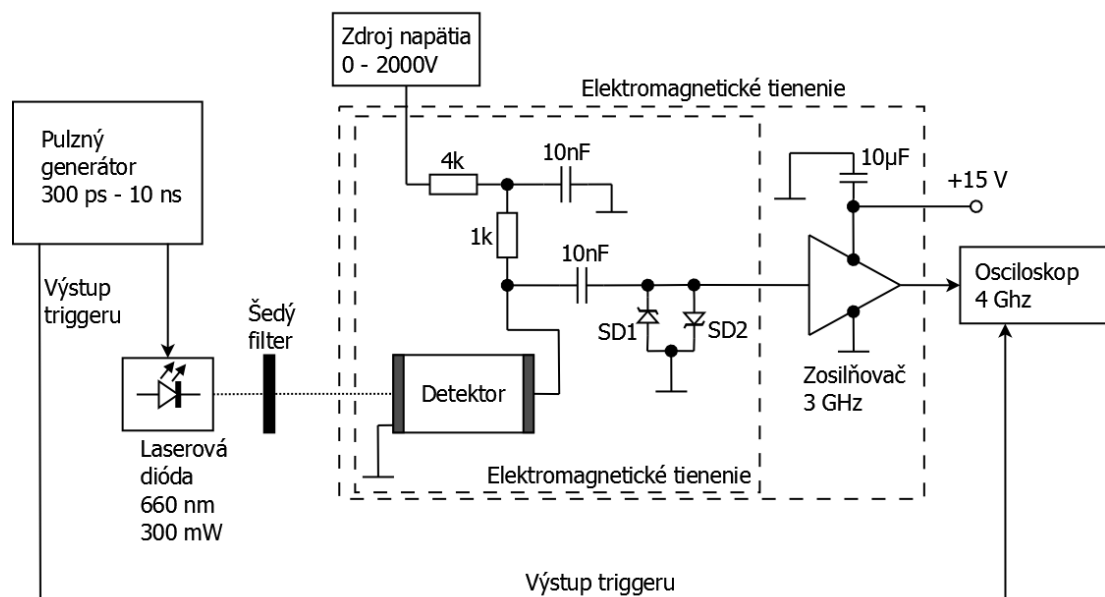 Zdroj napätia
0 - 2000V
Elektromagnetické tienenie
Pulzný
generátor
300 ps - 10 ns
4k
10nF
10µF
+15 V
1k
10nF
Výstup
triggeru
Šedý
filter
SD1
SD2
Osciloskop
4 Ghz
Detektor
Zosilňovač
3 GHz
Laserová
dióda
660 nm
300 mW
Elektromagnetické tienenie
Výstup triggeru